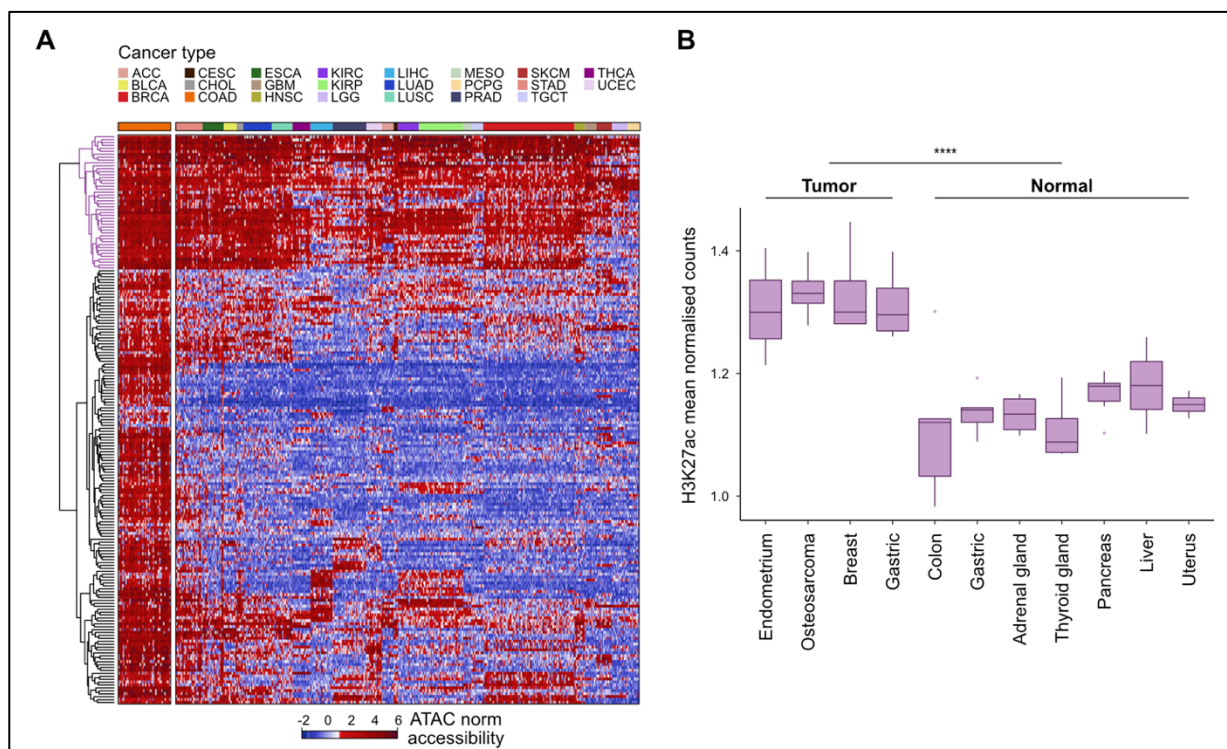 A
Cancer type
ACC CESC ESCA KIRC LIHC MESO SKCM THCA
BLCA CHOL GBM KIRP LUAD PCPG STAD UCEC
BRCA COAD HNSC LGG LUSC PRAD TGCT
-2 0 2 4 6
ATAC norm
accessibility
B
****
Tumor Normal
H3K27ac mean normalised counts
1.4
1.2
1.0
Endometrium
Osteosarcoma
Breast
Gastric
Colon
Gastric
Adrenal gland
Thyroid gland
Pancreas
Liver
Uterus